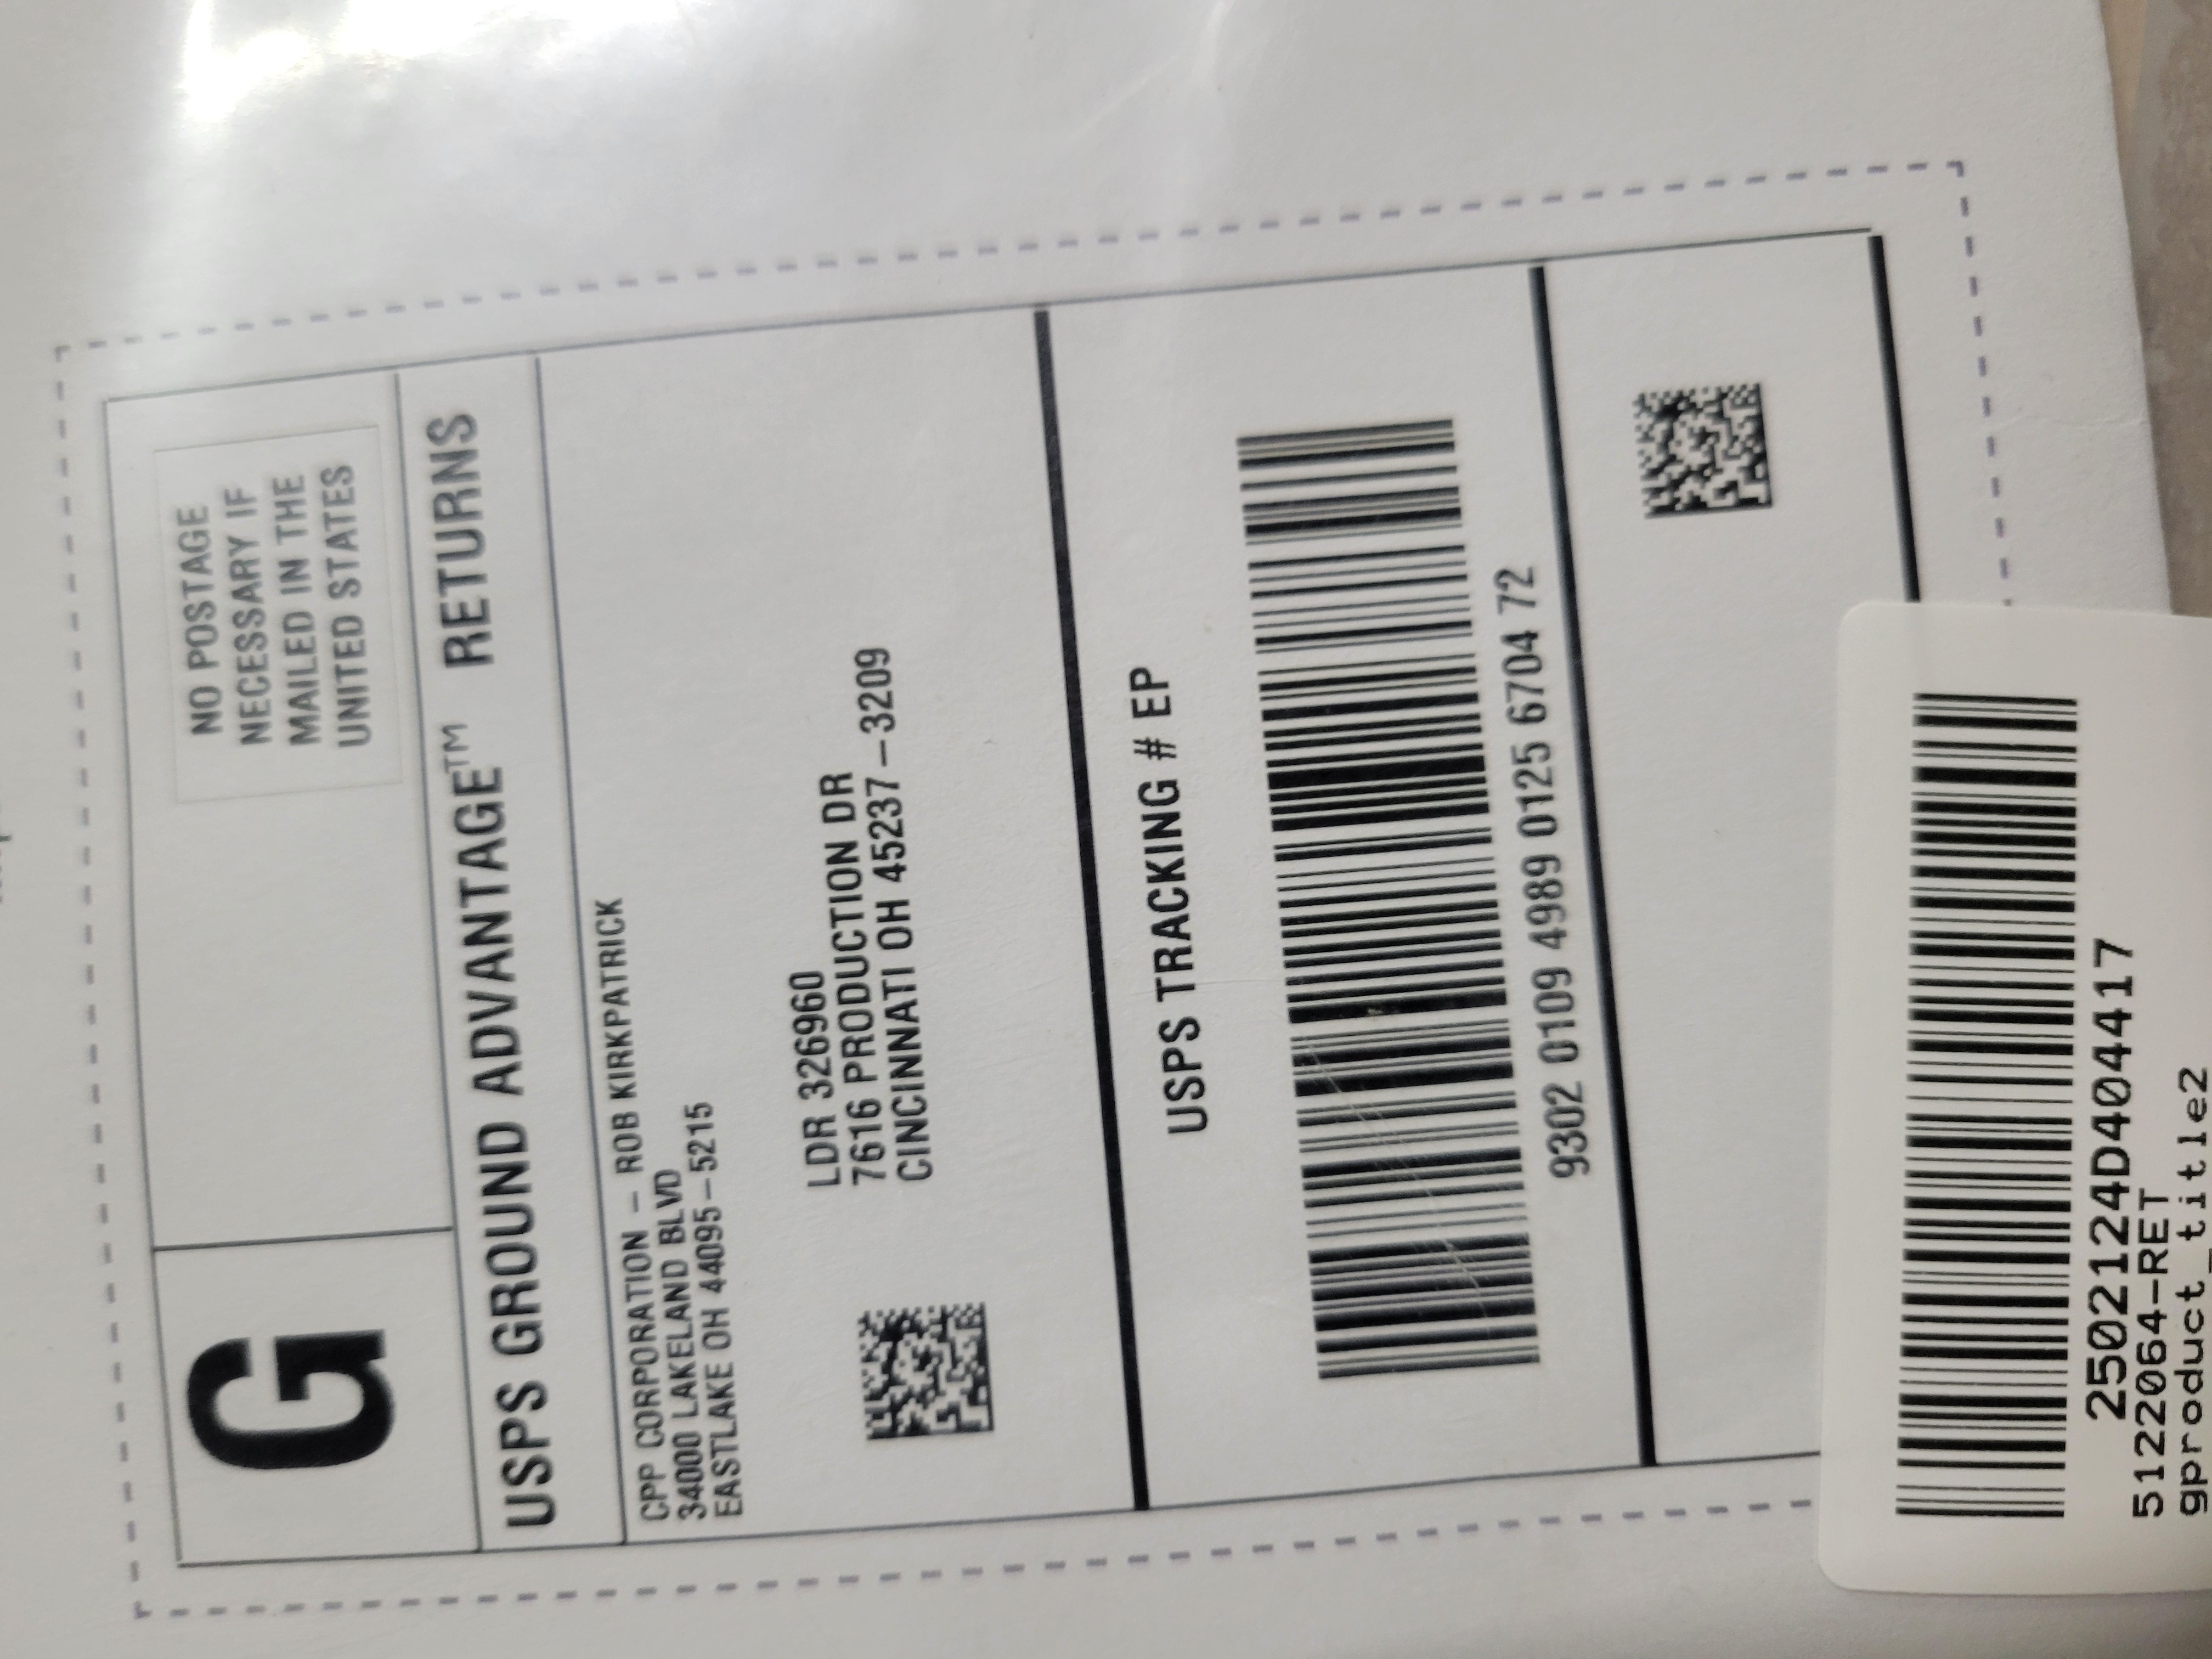 G
NO POSTAGE
NECESSARY IF
MAILED IN THE
UNITED STATES
USPS GROUND ADVANTAGE™ RETURNS
CPP CORPORATION – ROB KIRKPATRICK
34000 LAKELAND BLVD
EASTLAKE OH 44095–5215
LDR 326960
7616 PRODUCTION DR
CINCINNATI OH 45237–3209
USPS TRACKING # EP
9302 0109 4989 0125 6704 72
2502124D404417
5122064-RET
gproduct_title2